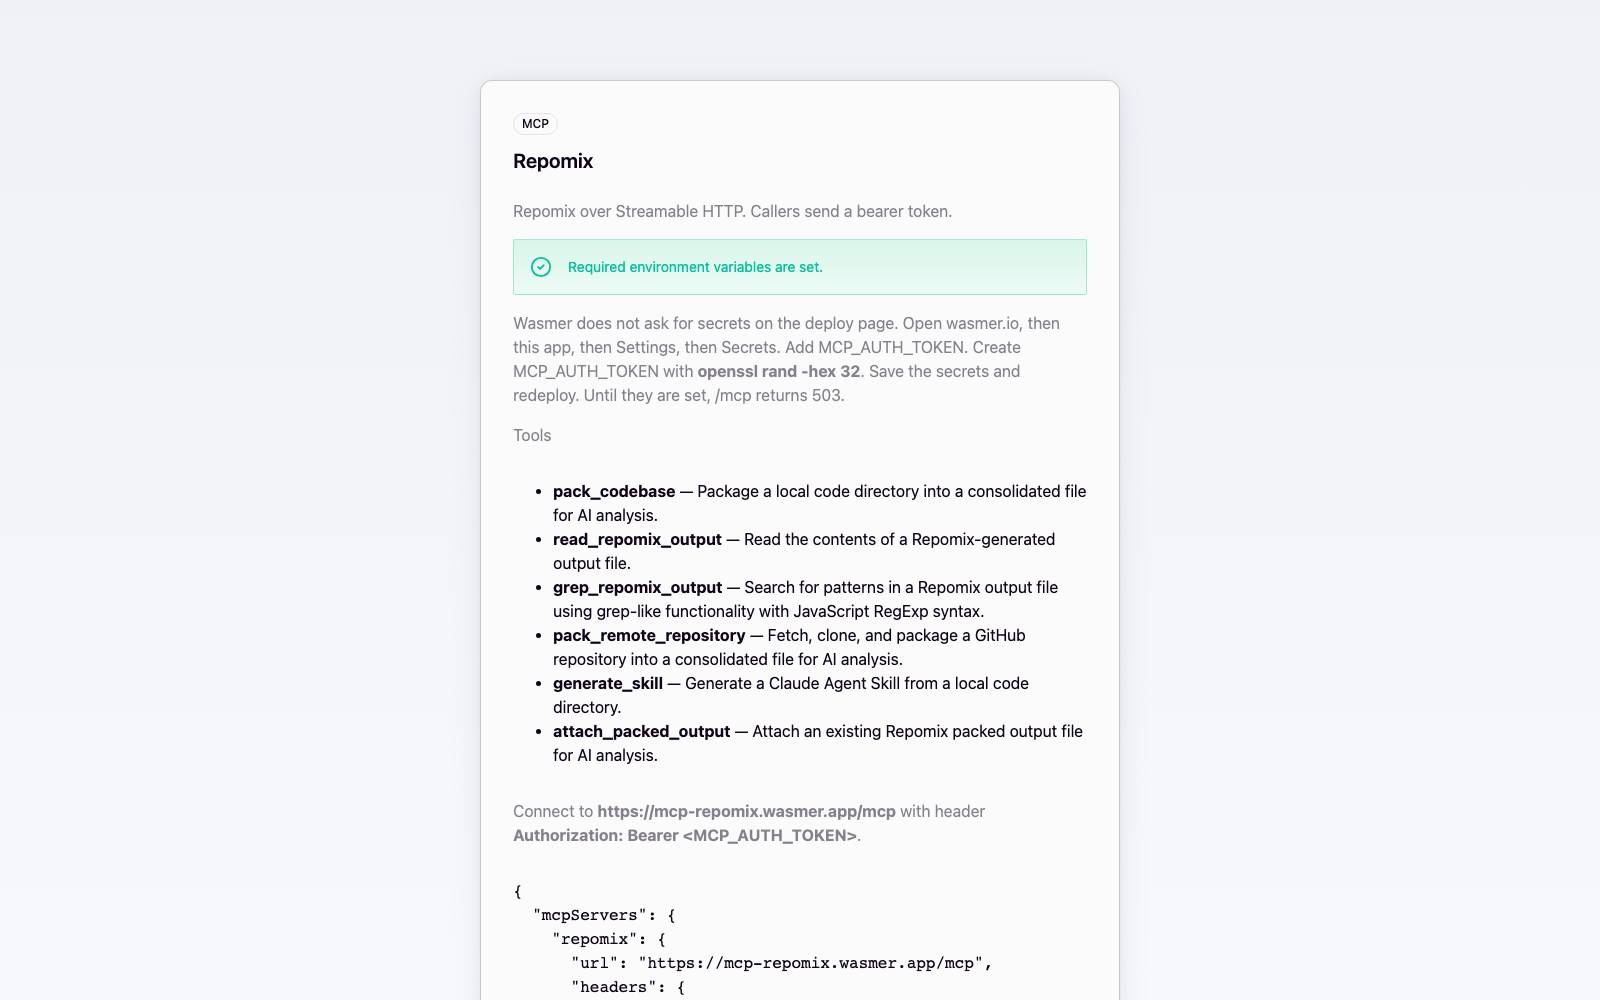 MCP
Repomix
Repomix over Streamable HTTP. Callers send a bearer token.
Required environment variables are set.
Wasmer does not ask for secrets on the deploy page. Open wasmer.io, then
this app, then Settings, then Secrets. Add MCP_AUTH_TOKEN. Create
MCP_AUTH_TOKEN with openssl rand -hex 32. Save the secrets and
redeploy. Until they are set, /mcp returns 503.
Tools
• pack_codebase — Package a local code directory into a consolidated file
for AI analysis.
• read_repomix_output — Read the contents of a Repomix-generated
output file.
• grep_repomix_output — Search for patterns in a Repomix output file
using grep-like functionality with JavaScript RegExp syntax.
• pack_remote_repository — Fetch, clone, and package a GitHub
repository into a consolidated file for AI analysis.
• generate_skill — Generate a Claude Agent Skill from a local code
directory.
• attach_packed_output — Attach an existing Repomix packed output file
for AI analysis.
Connect to https://mcp-repomix.wasmer.app/mcp with header
Authorization: Bearer <MCP_AUTH_TOKEN>.
{
  "mcpServers": {
    "repomix": {
      "url": "https://mcp-repomix.wasmer.app/mcp",
      "headers": {